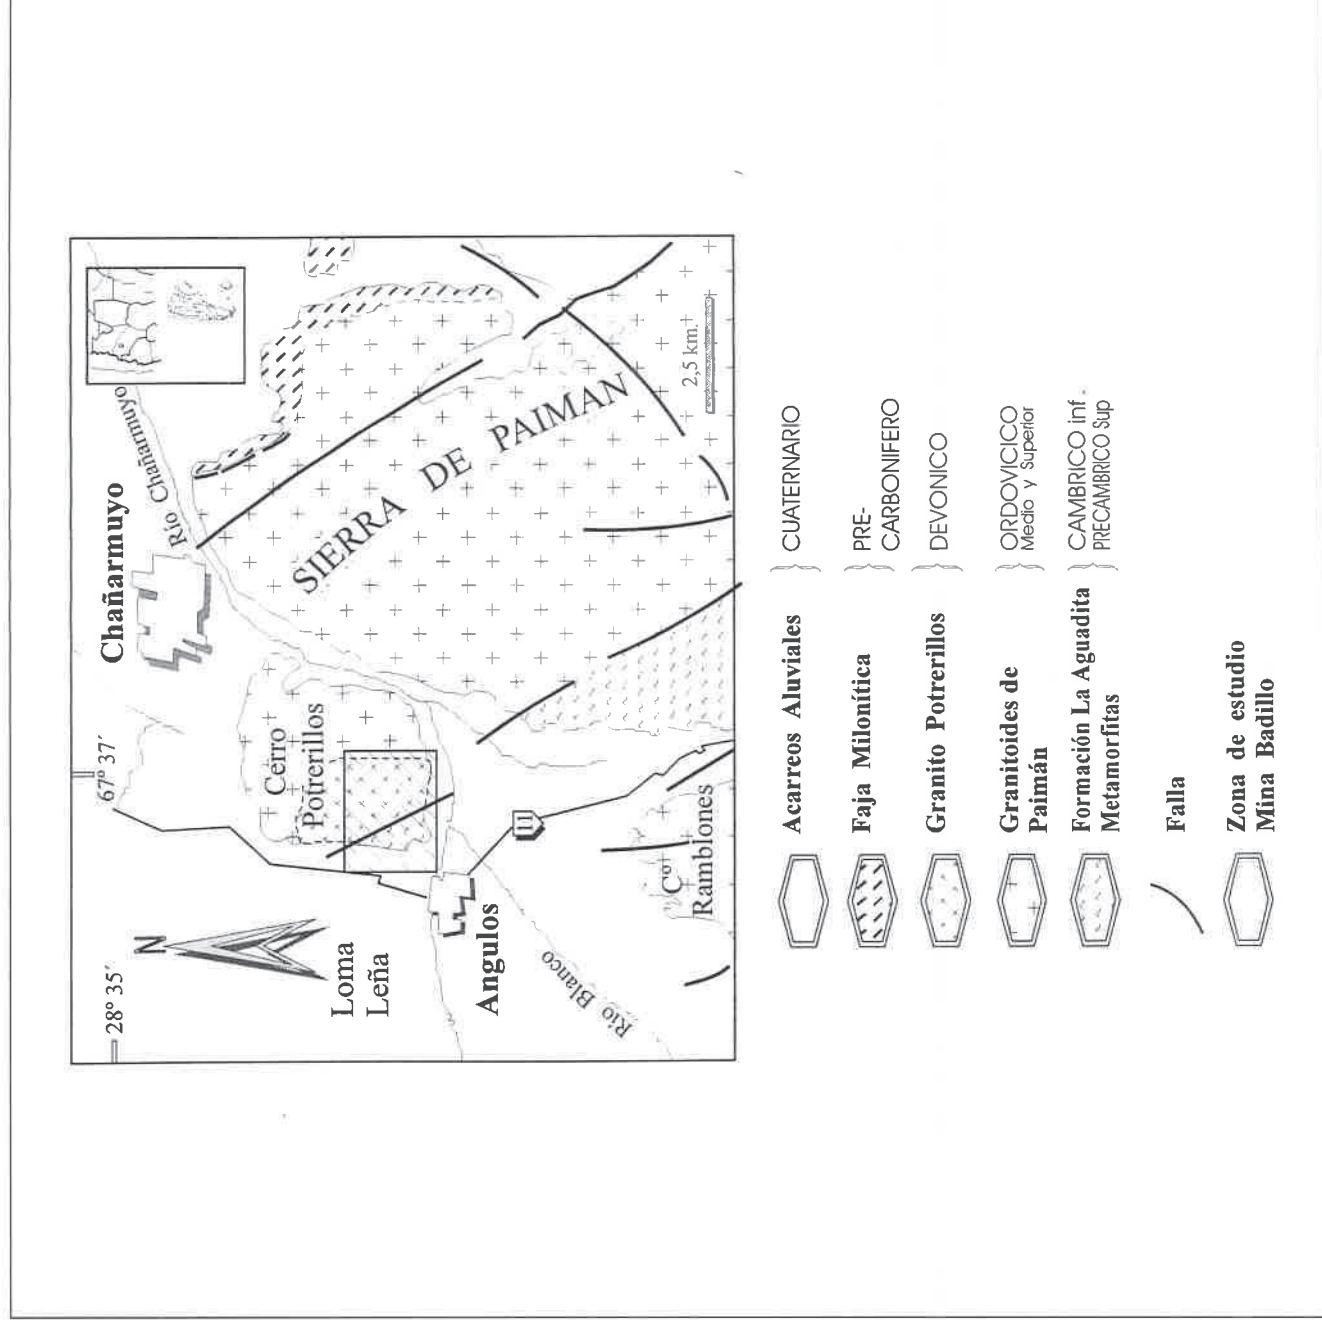 28° 35´
67° 37´
N
Chañarmuyo
Río Chañarmuyo
Loma
Leña
Cerro
Potrerillos
SIERRA DE PAIMAN
Angulos
11
Río Blanco
C°
Ramblones
2,5 km.
Acarreos Aluviales
CUATERNARIO
Faja Milonítica
PRE-
CARBONIFERO
Granito Potrerillos
DEVONICO
Granitoides de
Paimán
ORDOVICICO
Medio y Superior
Formación La Aguadita
Metamorfitas
CAMBRICO inf .
PRECAMBRICO Sup
Falla
Zona de estudio
Mina Badillo